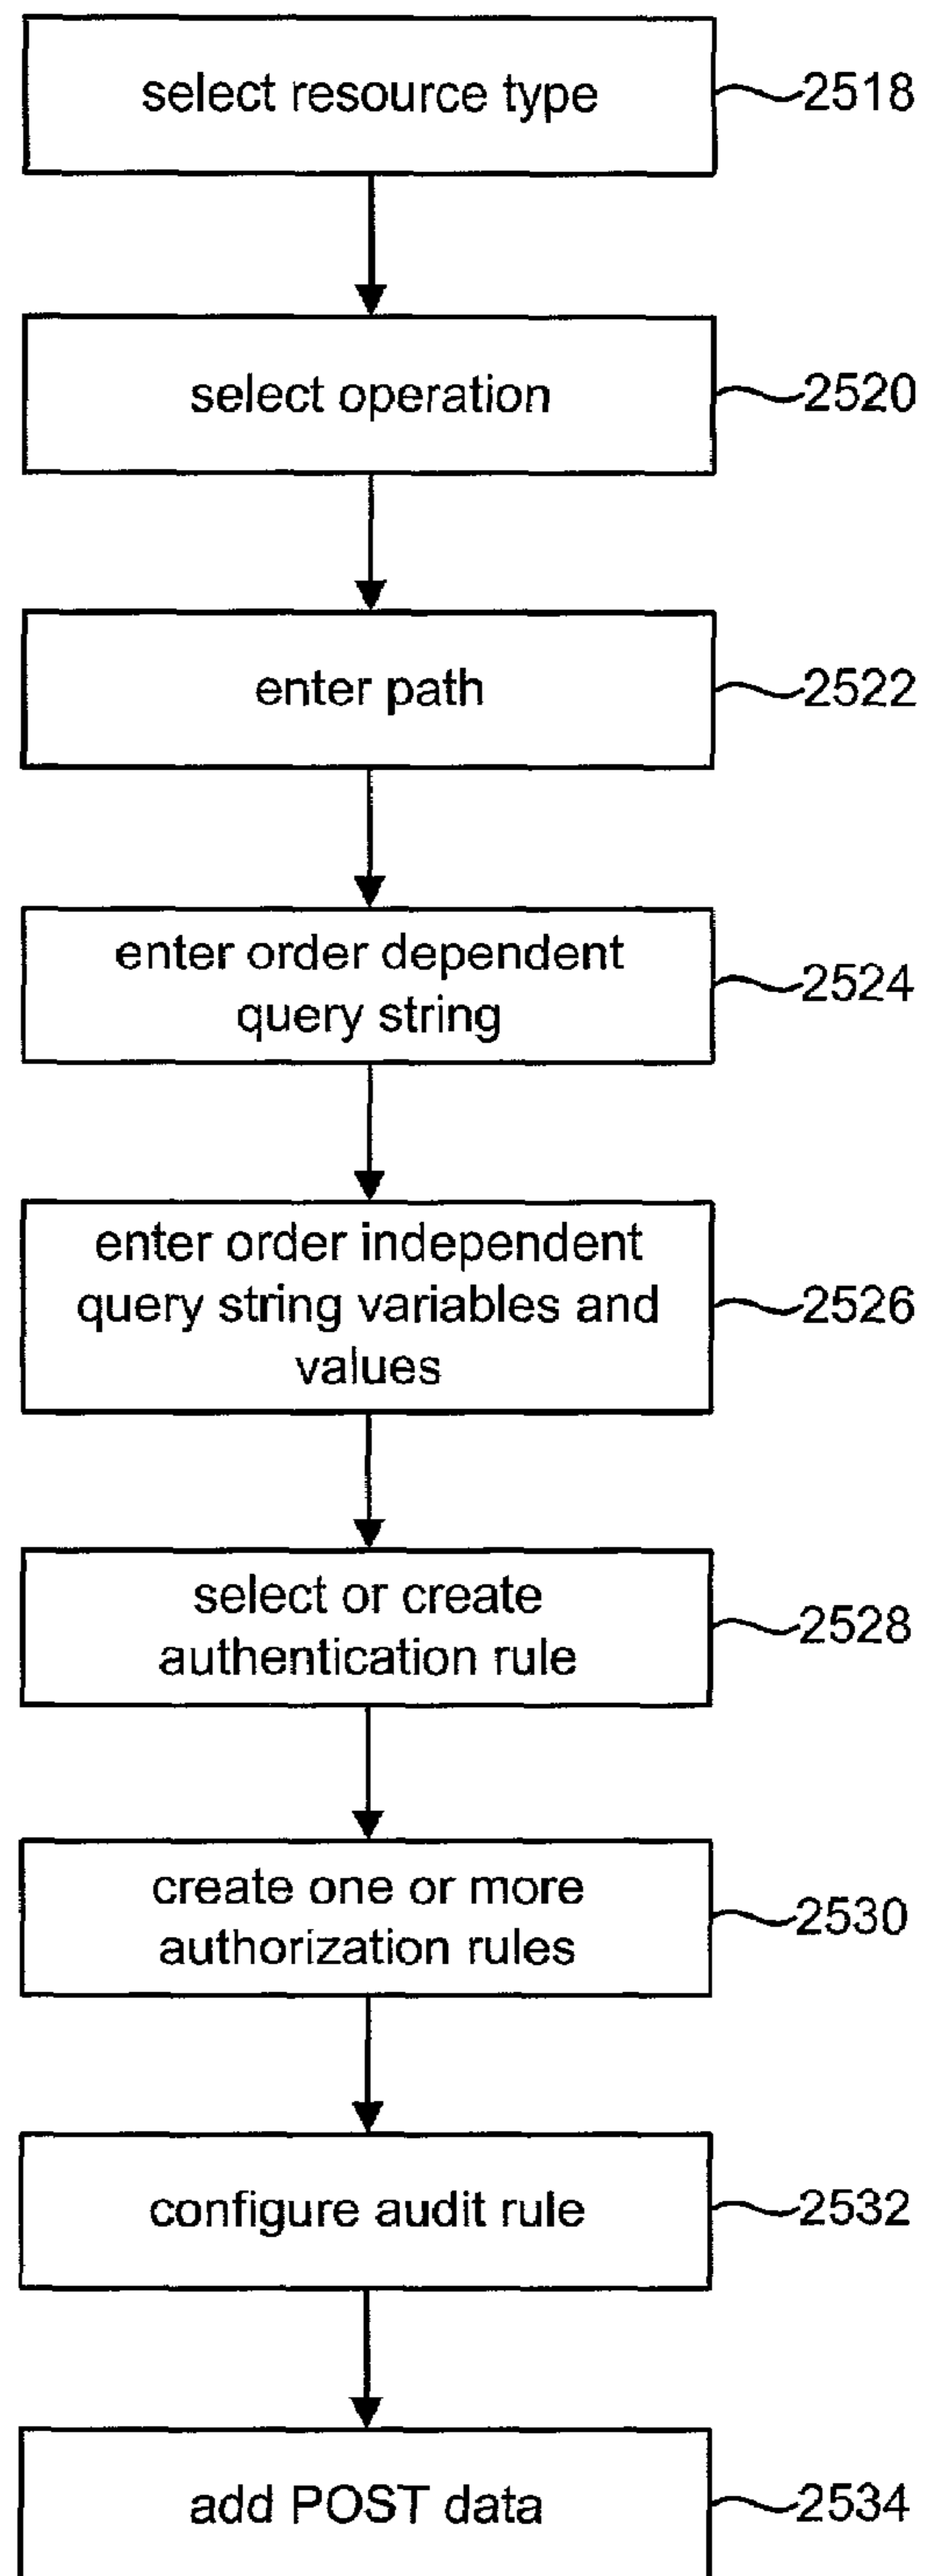 select resource type
2518
select operation
2520
enter path
2522
enter order dependent
query string
2524
enter order independent
query string variables and
values
2526
select or create
authentication rule
2528
create one or more
authorization rules
2530
configure audit rule
2532
add POST data
2534